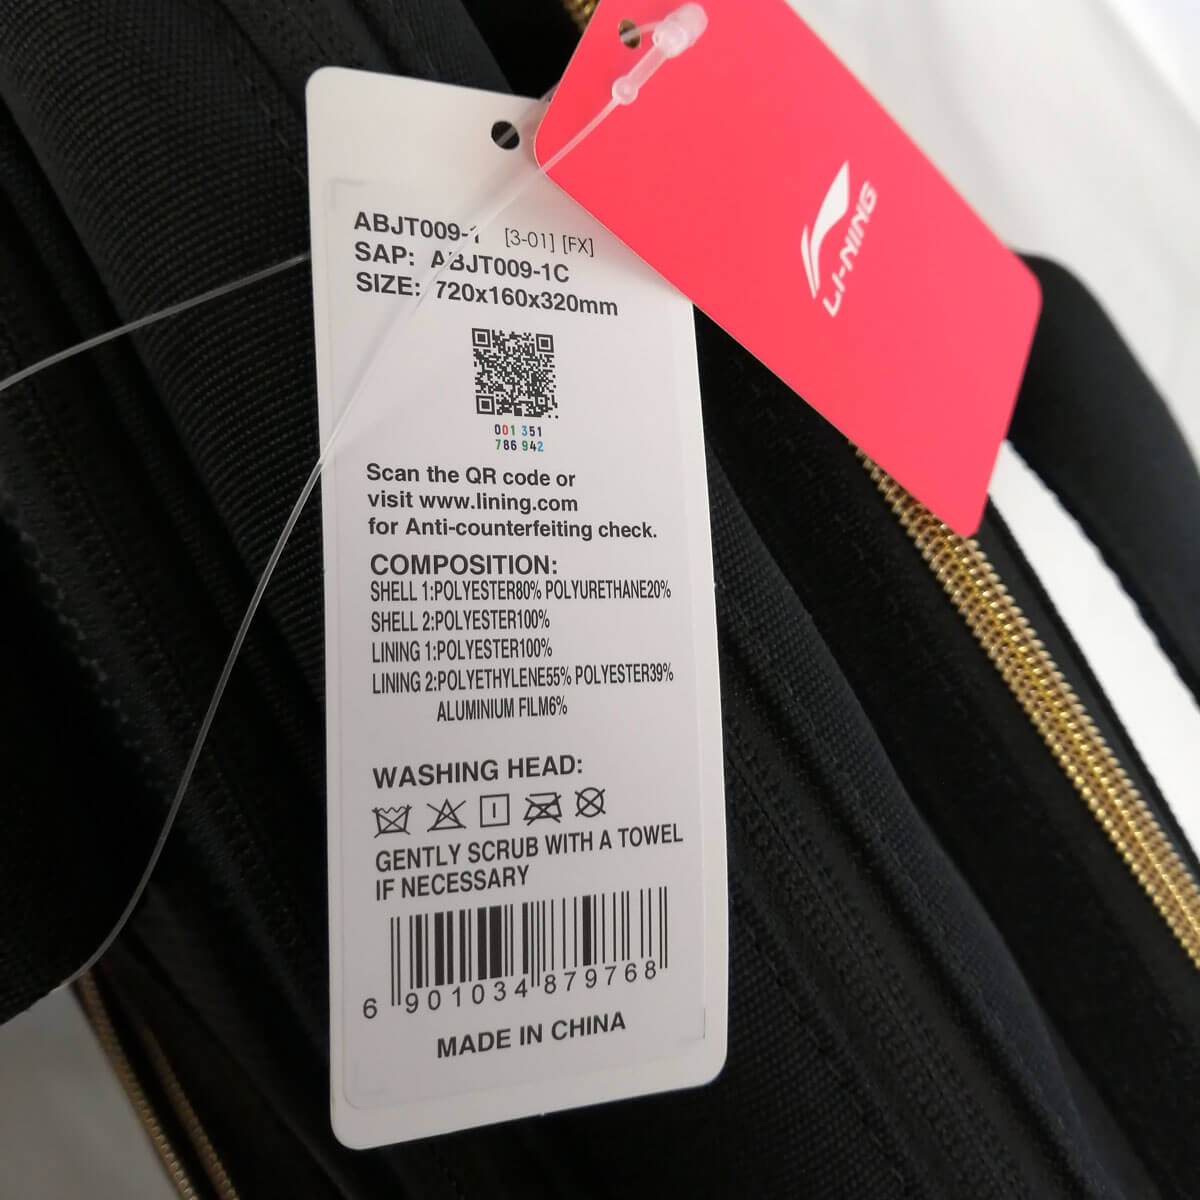 ABJT009-1 [3-01] [FX]
SAP: ABJT009-1C
SIZE: 720x160x320mm
001 351
786 942
Scan the QR code or
visit www.lining.com
for Anti-counterfeiting check.
COMPOSITION:
SHELL 1:POLYESTER80% POLYURETHANE20%
SHELL 2:POLYESTER100%
LINING 1:POLYESTER100%
LINING 2:POLYETHYLENE55% POLYESTER39%
ALUMINIUM FILM6%
WASHING HEAD:
GENTLY SCRUB WITH A TOWEL
IF NECESSARY
6 901034 879768
MADE IN CHINA
LI-NING